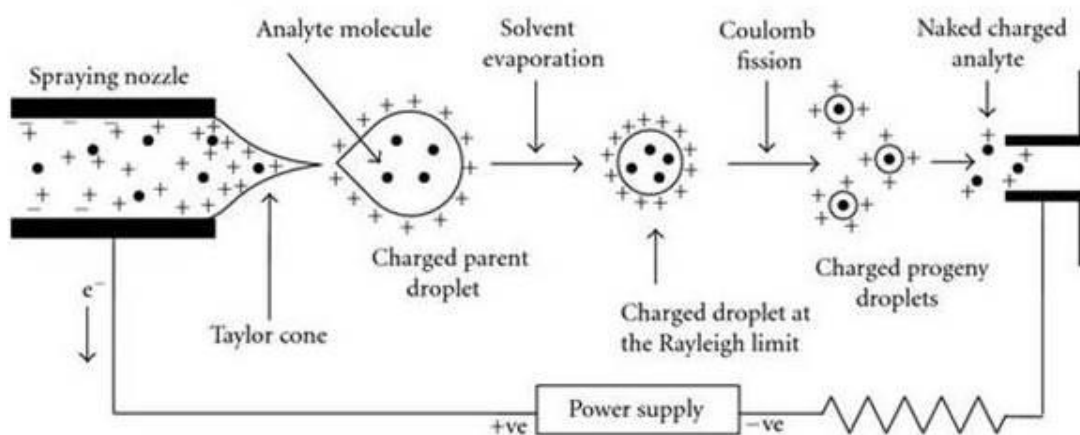 Analyte molecule
Solvent
evaporation
Coulomb
fission
Naked charged
analyte
Spraying nozzle
Charged parent
droplet
Charged progeny
droplets
e⁻
Taylor cone
Charged droplet at
the Rayleigh limit
+ve
Power supply
−ve